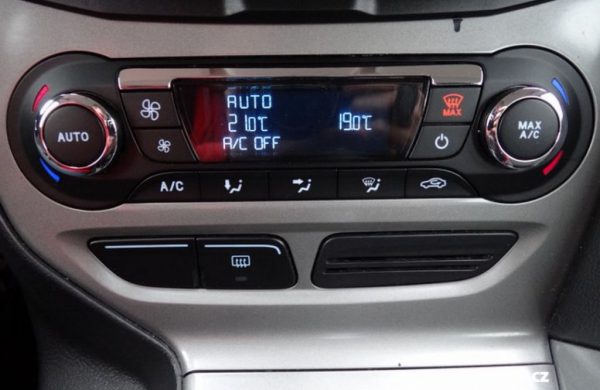 AUTO
21.0°C 19.0°C
A/C OFF
MAX
AUTO
MAX
A/C
A/C
CZ